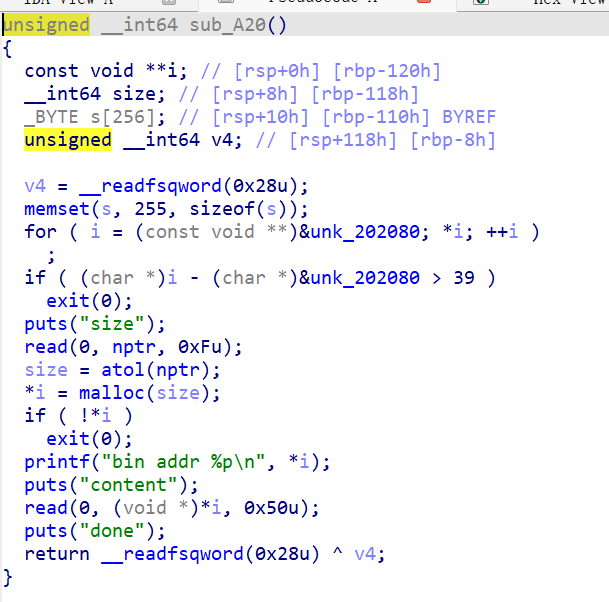 unsigned __int64 sub_A20()
{
  const void **i; // [rsp+0h] [rbp-120h]
  __int64 size; // [rsp+8h] [rbp-118h]
  _BYTE s[256]; // [rsp+10h] [rbp-110h] BYREF
  unsigned __int64 v4; // [rsp+118h] [rbp-8h]

  v4 = __readfsqword(0x28u);
  memset(s, 255, sizeof(s));
  for ( i = (const void **)&unk_202080; *i; ++i )
    ;
  if ( (char *)i - (char *)&unk_202080 > 39 )
    exit(0);
  puts("size");
  read(0, nptr, 0xFu);
  size = atol(nptr);
  *i = malloc(size);
  if ( !*i )
    exit(0);
  printf("bin addr %p\n", *i);
  puts("content");
  read(0, (void *)*i, 0x50u);
  puts("done");
  return __readfsqword(0x28u) ^ v4;
}